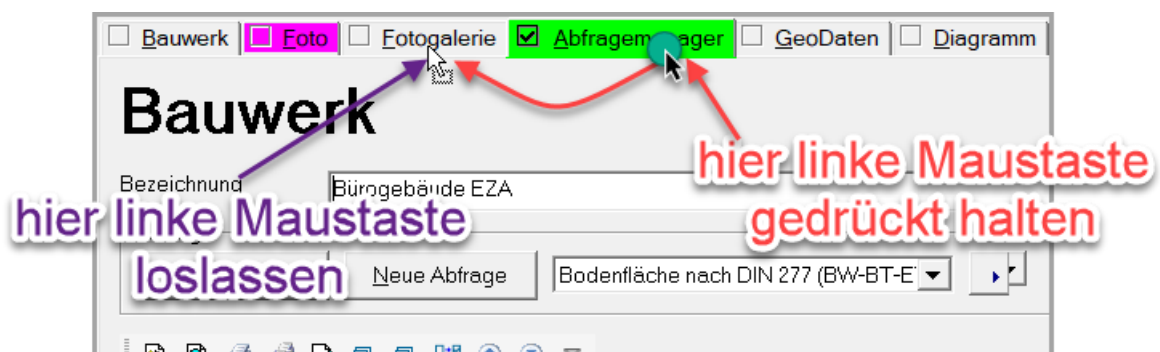 Bauwerk Foto Fotogalerie Abfragemanager GeoDaten Diagramm
Bauwerk
hier linke Maustaste
gedrückt halten
Bezeichnung Bürogebäude EZA
hier linke Maustaste
loslassen
Neue Abfrage Bodenfläche nach DIN 277 (BW-BT-E